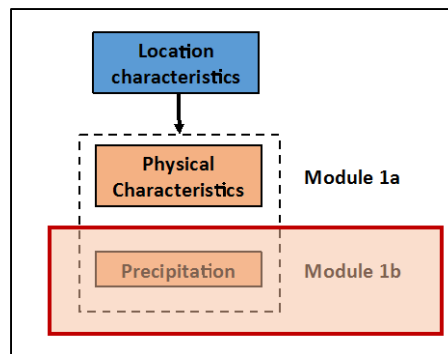 Location
characteristics
Physical
Characteristics
Module 1a
Precipitation
Module 1b